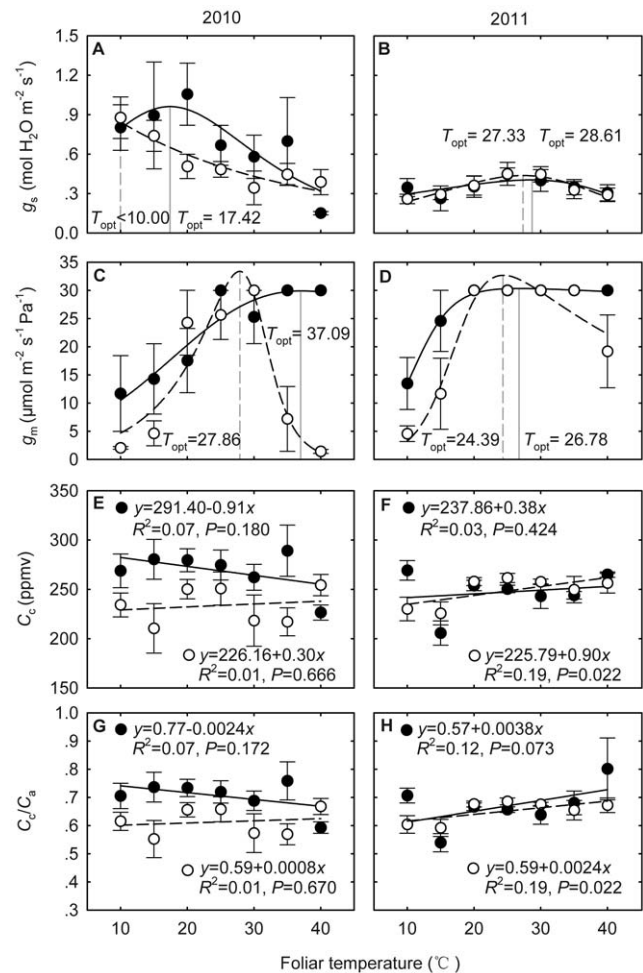 2010
2011
A
B
1.5
1.2
.9
.6
.3
0.0
gs (mol H2O m-2 s-1)
Topt<10.00
Topt= 17.42
Topt= 27.33
Topt= 28.61
C
D
35
30
25
20
15
10
5
0
gm (μmol m-2 s-1 Pa-1)
Topt= 37.09
Topt=27.86
Topt=24.39
Topt= 26.78
E
F
350
300
250
200
150
Cc (ppmv)
y=291.40-0.91x
R2=0.07, P=0.180
y=226.16+0.30x
R2=0.01, P=0.666
y=237.86+0.38x
R2=0.03, P=0.424
y=225.79+0.90x
R2=0.19, P=0.022
G
H
1.0
.9
.8
.7
.6
.5
.4
.3
Cc/Ca
y=0.77-0.0024x
R2=0.07, P=0.172
y=0.59+0.0008x
R2=0.01, P=0.670
y=0.57+0.0038x
R2=0.12, P=0.073
y=0.59+0.0024x
R2=0.19, P=0.022
10 20 30 40
10 20 30 40
Foliar temperature (℃)
Foliar temperature (℃)